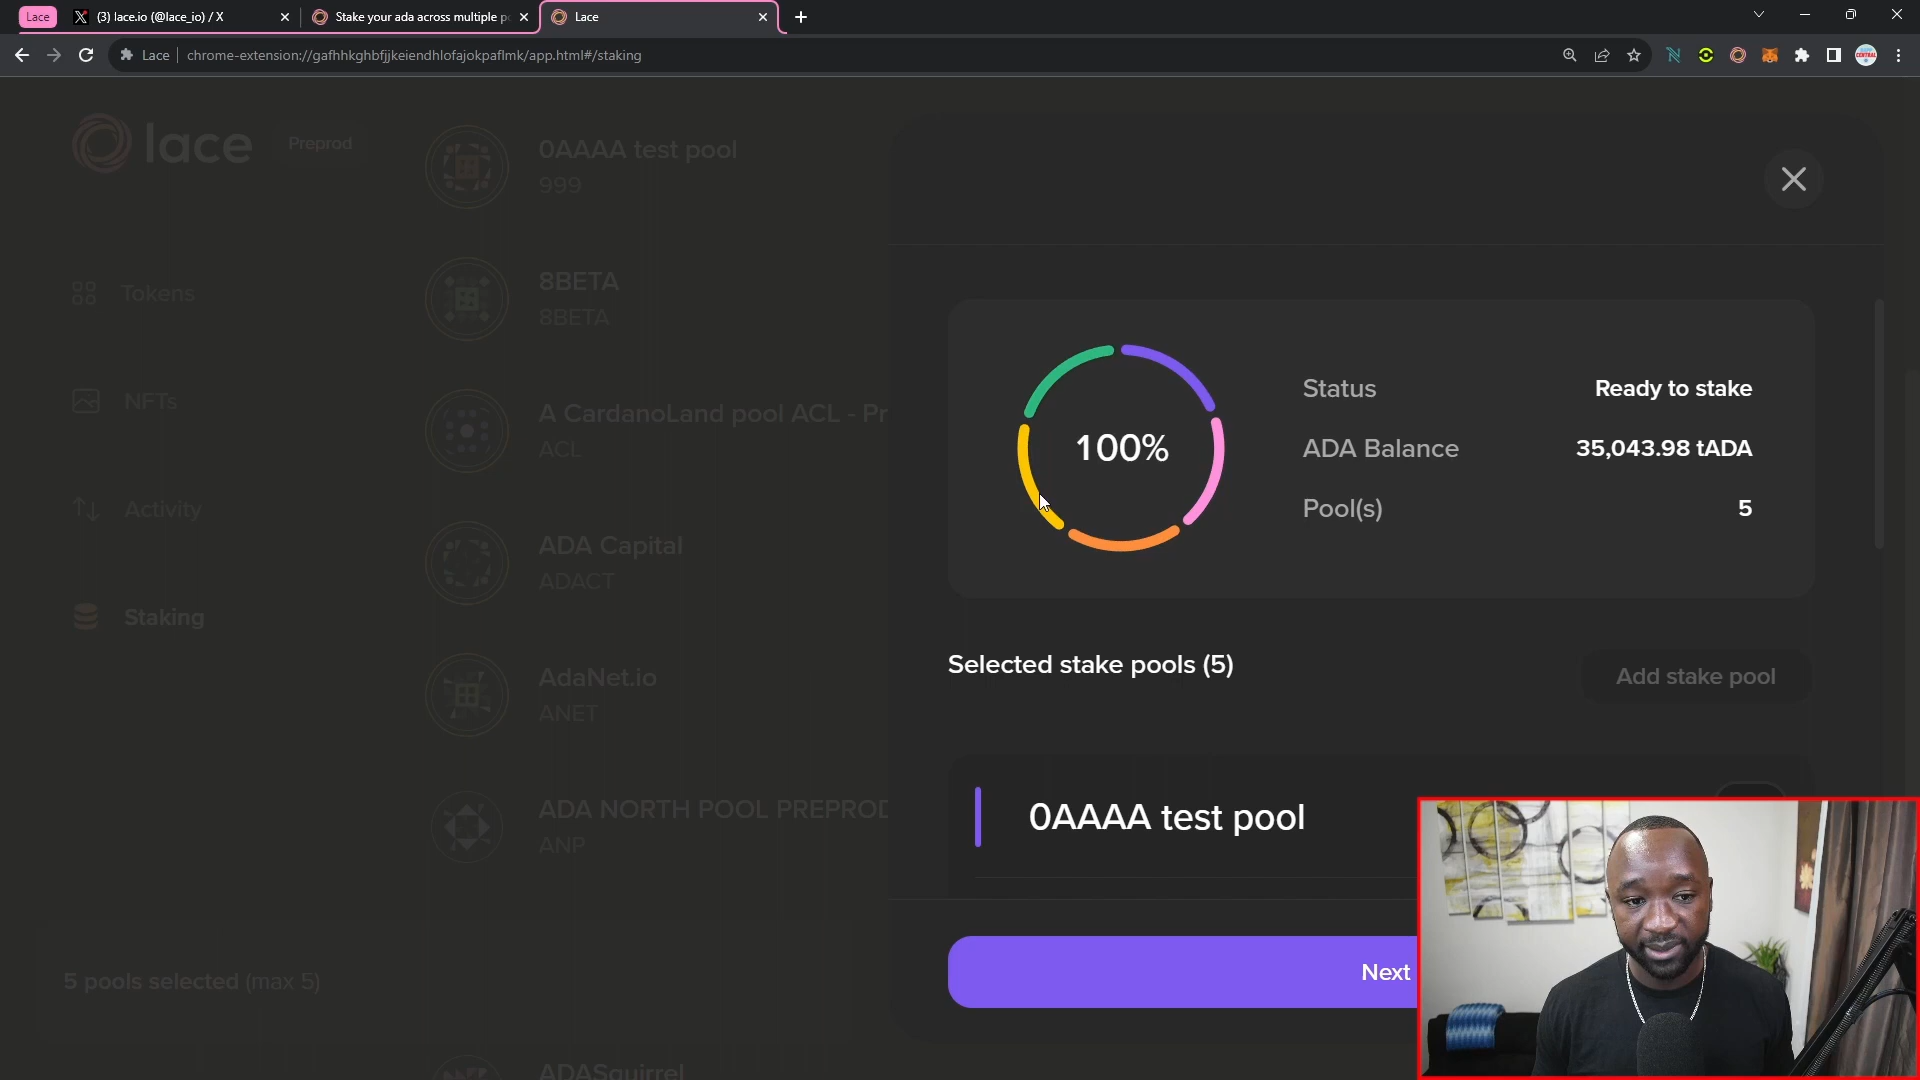 Lace
(3) lace.io (@lace_io) / X
Stake your ada across multiple po
Lace
Lace
chrome-extension://gafhhkghbfjjkeiendhlofajokpaflmk/app.html#/staking
lace
Preprod
Tokens
NFTs
Activity
Staking
0AAAA test pool
999
8BETA
8BETA
A CardanoLand pool ACL - Pr
ACL
ADA Capital
ADACT
AdaNet.io
ANET
ADA NORTH POOL PREPROD
ANP
ADASquirrel
5 pools selected (max 5)
100%
Status
Ready to stake
ADA Balance
35,043.98 tADA
Pool(s)
5
Selected stake pools (5)
Add stake pool
0AAAA test pool
Next